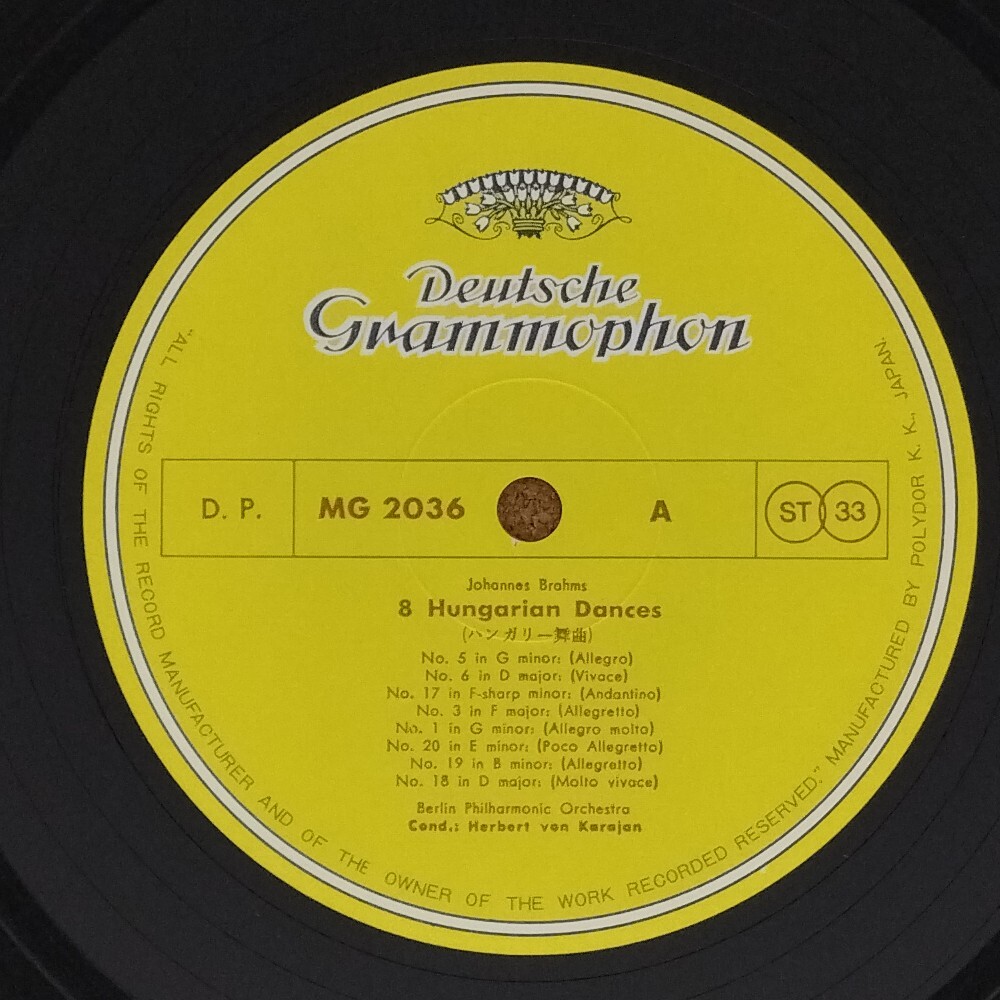 Deutsche
Grammophon
D. P. MG 2036 A ST 33
Johannes Brahms
8 Hungarian Dances
(ハンガリー舞曲)
No. 5 in G minor: (Allegro)
No. 6 in D major: (Vivace)
No. 17 in F-sharp minor: (Andantino)
No. 3 in F major: (Allegretto)
No. 1 in G minor: (Allegro molto)
No. 20 in E minor: (Poco Allegretto)
No. 19 in B minor: (Allegretto)
No. 18 in D major: (Molto vivace)
Berlin Philharmonic Orchestra
Cond.: Herbert von Karajan
"ALL RIGHTS OF THE RECORD MANUFACTURER AND OF THE OWNER OF THE WORK RECORDED RESERVED." MANUFACTURED BY POLYDOR K. K., JAPAN.